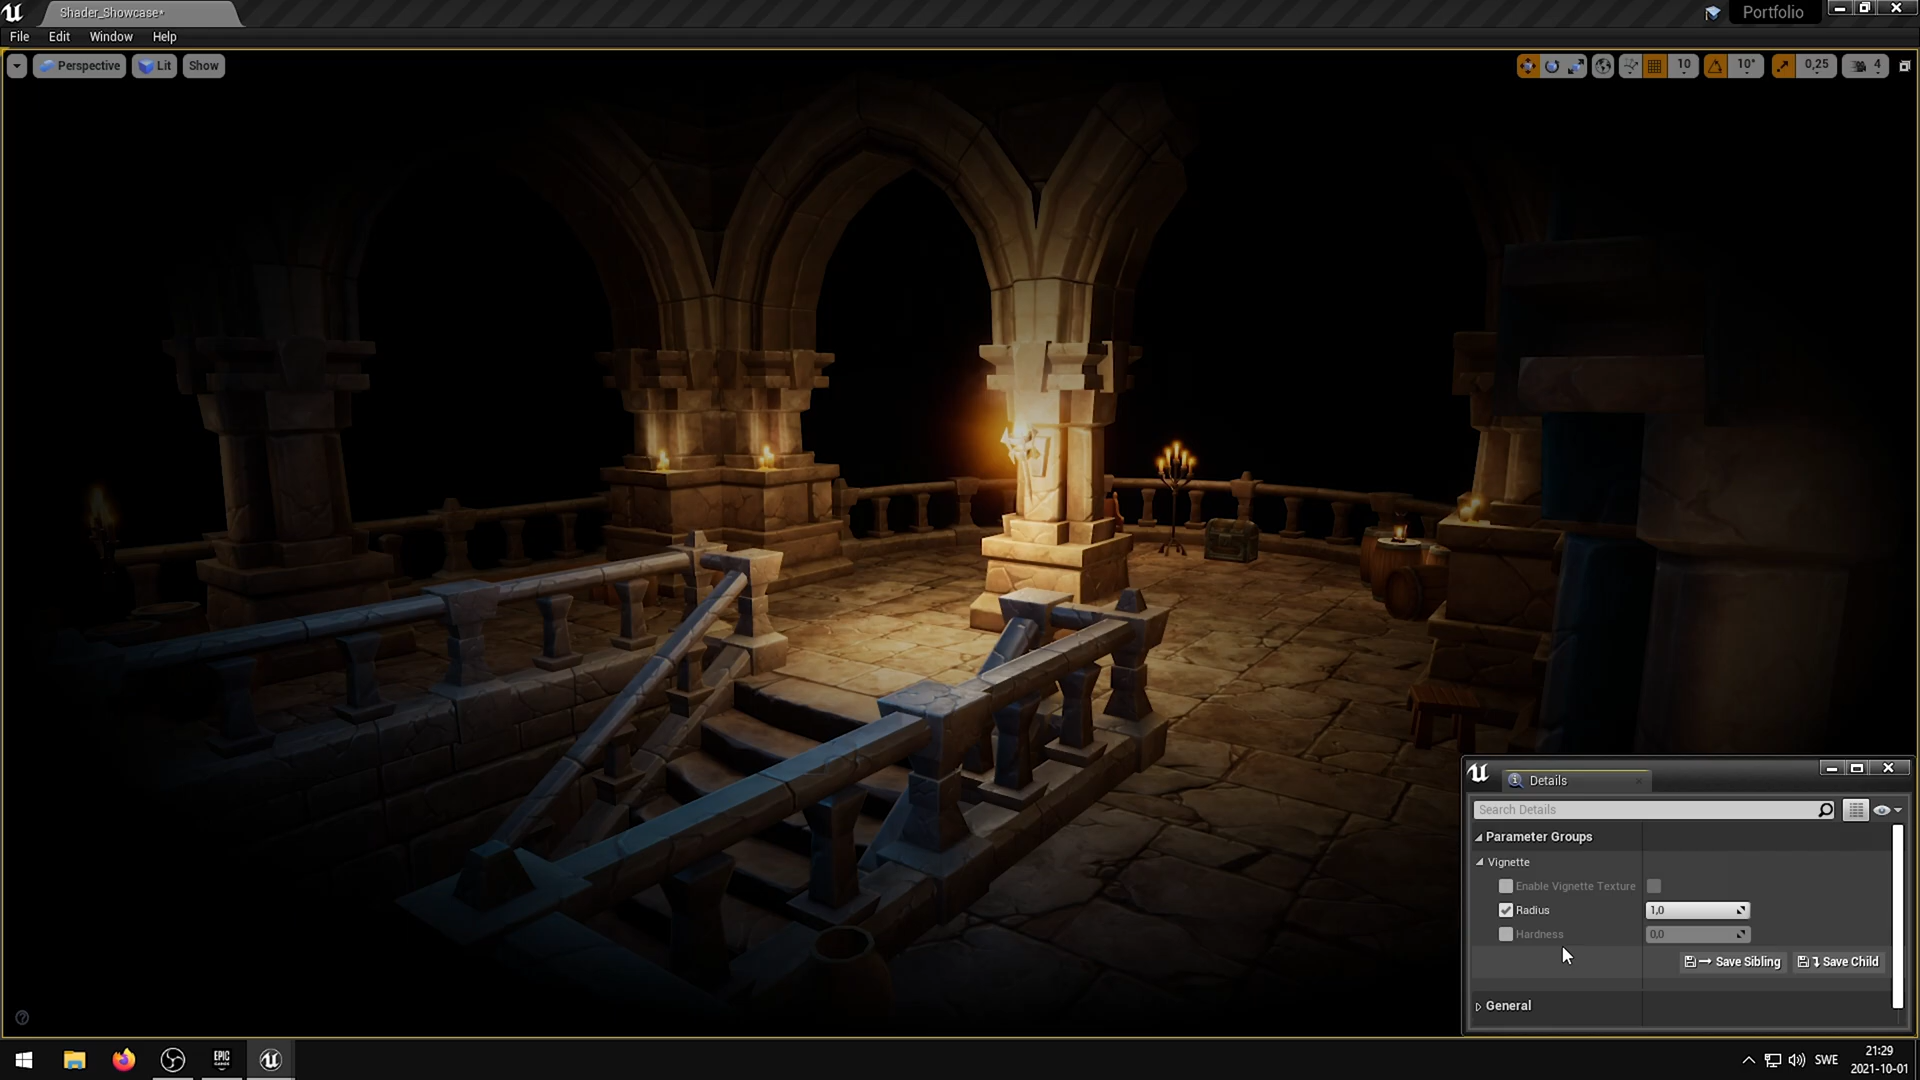 Shader_Showcase*
Portfolio
File Edit Window Help
Perspective Lit Show
10 10° 0,25 4
Details
Search Details
Parameter Groups
Vignette
Enable Vignette Texture
Radius 1,0
Hardness 0,0
Save Sibling Save Child
General
EPIC
GAMES
SWE
21:29
2021-10-01